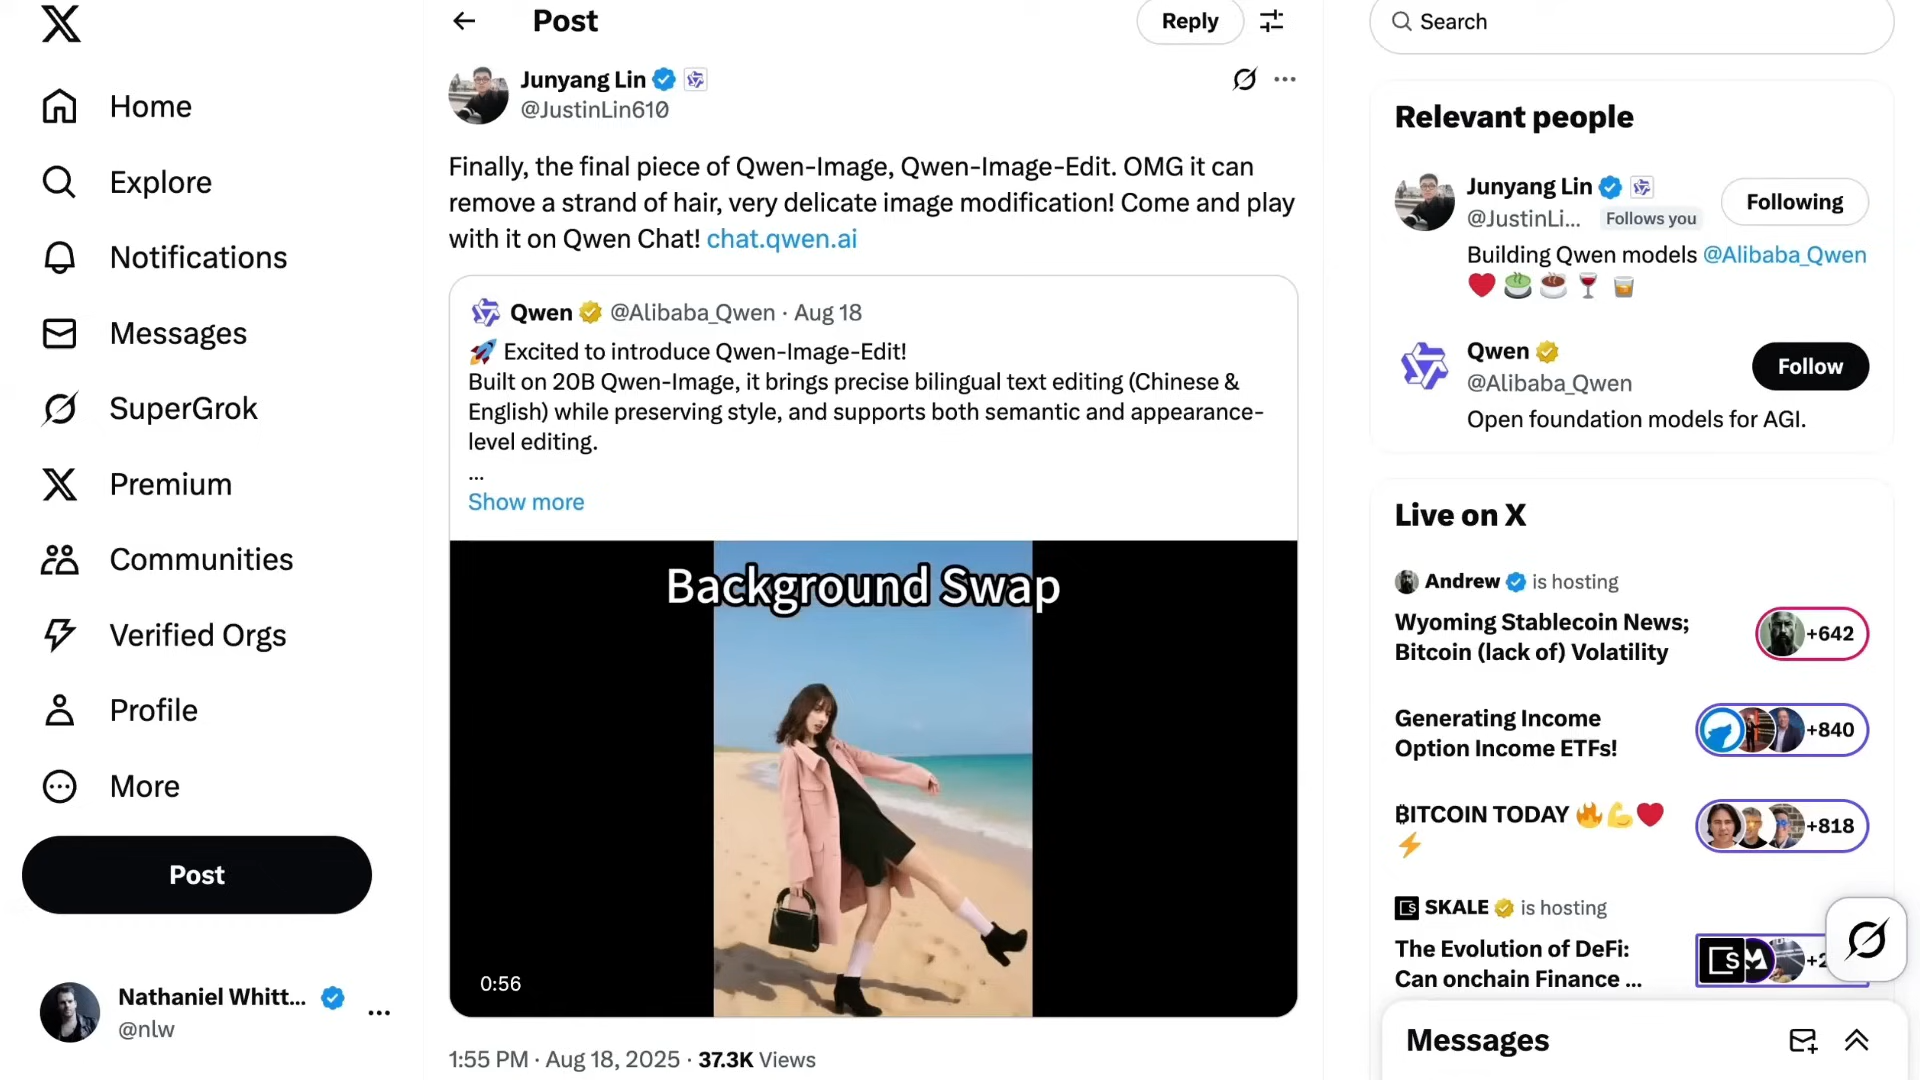 Home
Explore
Notifications
Messages
SuperGrok
Premium
Communities
Verified Orgs
Profile
More
Post
Nathaniel Whitt...
@nlw
Post
Reply
Junyang Lin
@JustinLin610
Finally, the final piece of Qwen-Image, Qwen-Image-Edit. OMG it can
remove a strand of hair, very delicate image modification! Come and play
with it on Qwen Chat! chat.qwen.ai
Qwen @Alibaba_Qwen · Aug 18
🚀 Excited to introduce Qwen-Image-Edit!
Built on 20B Qwen-Image, it brings precise bilingual text editing (Chinese &
English) while preserving style, and supports both semantic and appearance-
level editing.
...
Show more
Background Swap
0:56
1:55 PM · Aug 18, 2025 · 37.3K Views
Search
Relevant people
Junyang Lin
@JustinLi... Follows you
Following
Building Qwen models @Alibaba_Qwen
❤️🍵☕🍷🥃
Qwen
@Alibaba_Qwen
Follow
Open foundation models for AGI.
Live on X
Andrew is hosting
Wyoming Stablecoin News;
Bitcoin (lack of) Volatility
+642
Generating Income
Option Income ETFs!
+840
₿ITCOIN TODAY 🔥💪❤️
⚡
+818
SKALE is hosting
The Evolution of DeFi:
Can onchain Finance ...
Messages